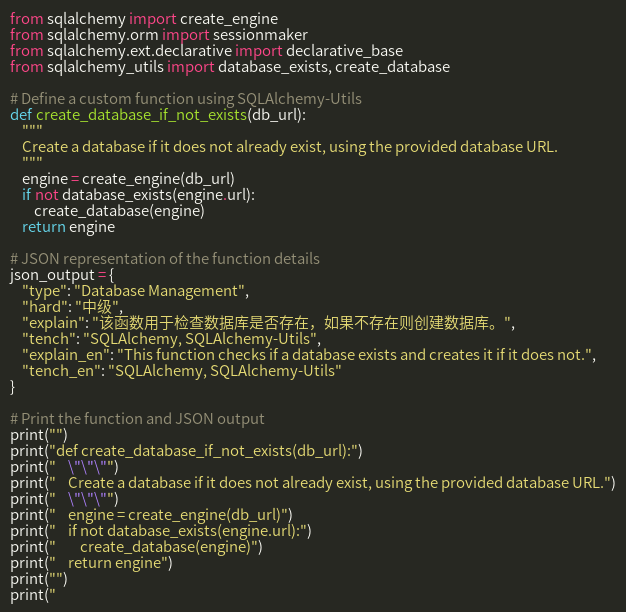 from sqlalchemy import create_engine
from sqlalchemy.orm import sessionmaker
from sqlalchemy.ext.declarative import declarative_base
from sqlalchemy_utils import database_exists, create_database

# Define a custom function using SQLAlchemy-Utils
def create_database_if_not_exists(db_url):
    """
    Create a database if it does not already exist, using the provided database URL.
    """
    engine = create_engine(db_url)
    if not database_exists(engine.url):
        create_database(engine)
    return engine

# JSON representation of the function details
json_output = {
    "type": "Database Management",
    "hard": "中级",
    "explain": "该函数用于检查数据库是否存在，如果不存在则创建数据库。",
    "tench": "SQLAlchemy, SQLAlchemy-Utils",
    "explain_en": "This function checks if a database exists and creates it if it does not.",
    "tench_en": "SQLAlchemy, SQLAlchemy-Utils"
}

# Print the function and JSON output
print("")
print("def create_database_if_not_exists(db_url):")
print("    \"\"\"")
print("    Create a database if it does not already exist, using the provided database URL.")
print("    \"\"\"")
print("    engine = create_engine(db_url)")
print("    if not database_exists(engine.url):")
print("        create_database(engine)")
print("    return engine")
print("")
print("